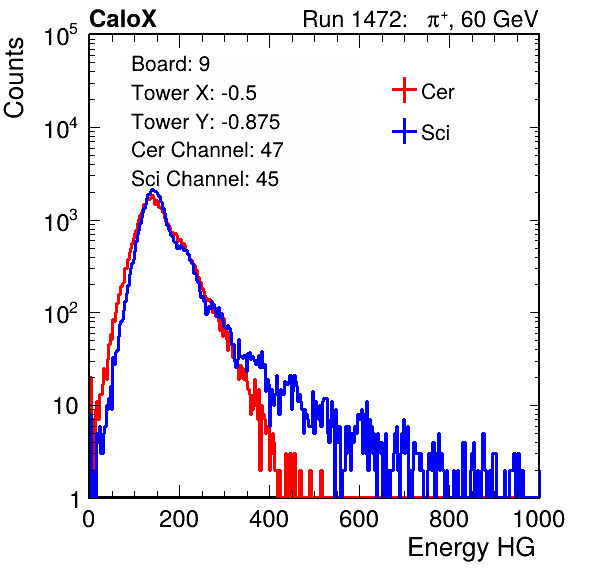 CaloX Run 1472: π⁺, 60 GeV
Counts
10⁵
10⁴
10³
10²
10
1
Board: 9
Tower X: -0.5
Tower Y: -0.875
Cer Channel: 47
Sci Channel: 45
Cer
Sci
0 200 400 600 800 1000
Energy HG